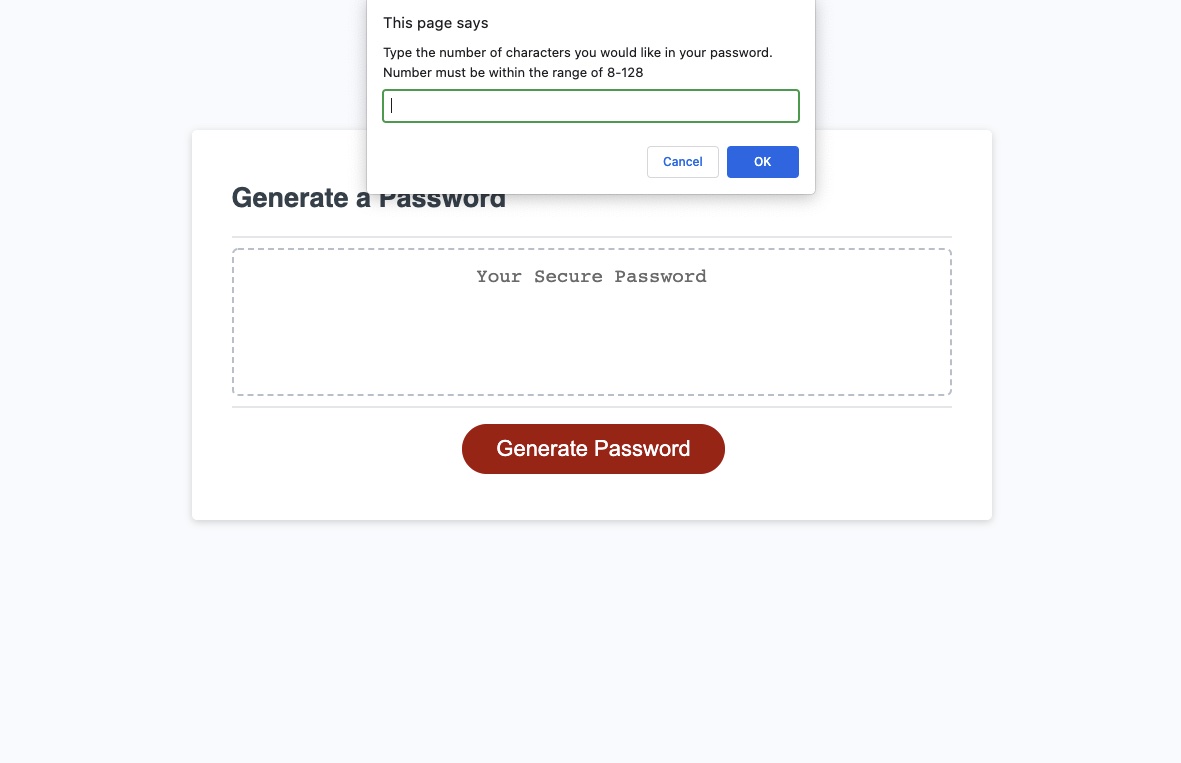 This page says
Type the number of characters you would like in your password.
Number must be within the range of 8-128
Cancel
OK
Generate a Password
Your Secure Password
Generate Password